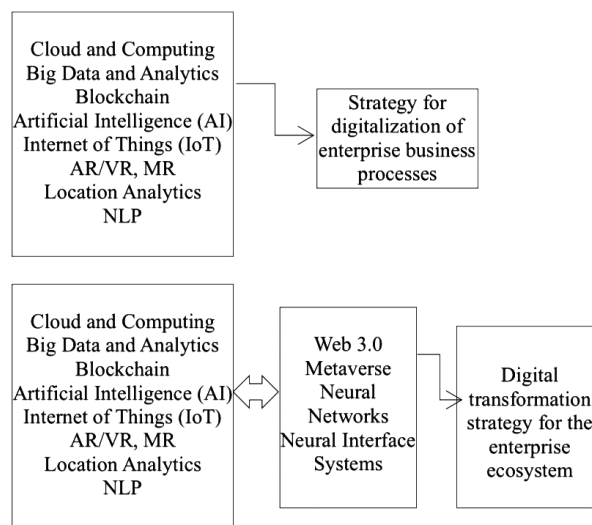 Cloud and Computing
Big Data and Analytics
Blockchain
Artificial Intelligence (AI)
Internet of Things (IoT)
AR/VR, MR
Location Analytics
NLP
Strategy for
digitalization of
enterprise business
processes
Cloud and Computing
Big Data and Analytics
Blockchain
Artificial Intelligence (AI)
Internet of Things (IoT)
AR/VR, MR
Location Analytics
NLP
Web 3.0
Metaverse
Neural
Networks
Neural Interface
Systems
Digital
transformation
strategy for the
enterprise
ecosystem